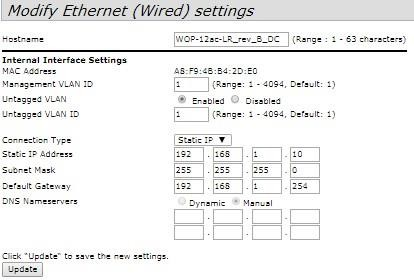 Modify Ethernet (Wired) settings
Hostname WOP-12ac-LR_rev_B_DC (Range : 1 - 63 characters)
Internal Interface Settings
MAC Address A8:F9:4B:B4:2D:E0
Management VLAN ID 1 (Range: 1 - 4094, Default: 1)
Untagged VLAN Enabled Disabled
Untagged VLAN ID 1 (Range: 1 - 4094, Default: 1)
Connection Type Static IP ▼
Static IP Address 192 . 168 . 1 . 10
Subnet Mask 255 . 255 . 255 . 0
Default Gateway 192 . 168 . 1 . 254
DNS Nameservers Dynamic Manual
. . .
. . .
Click "Update" to save the new settings.
Update